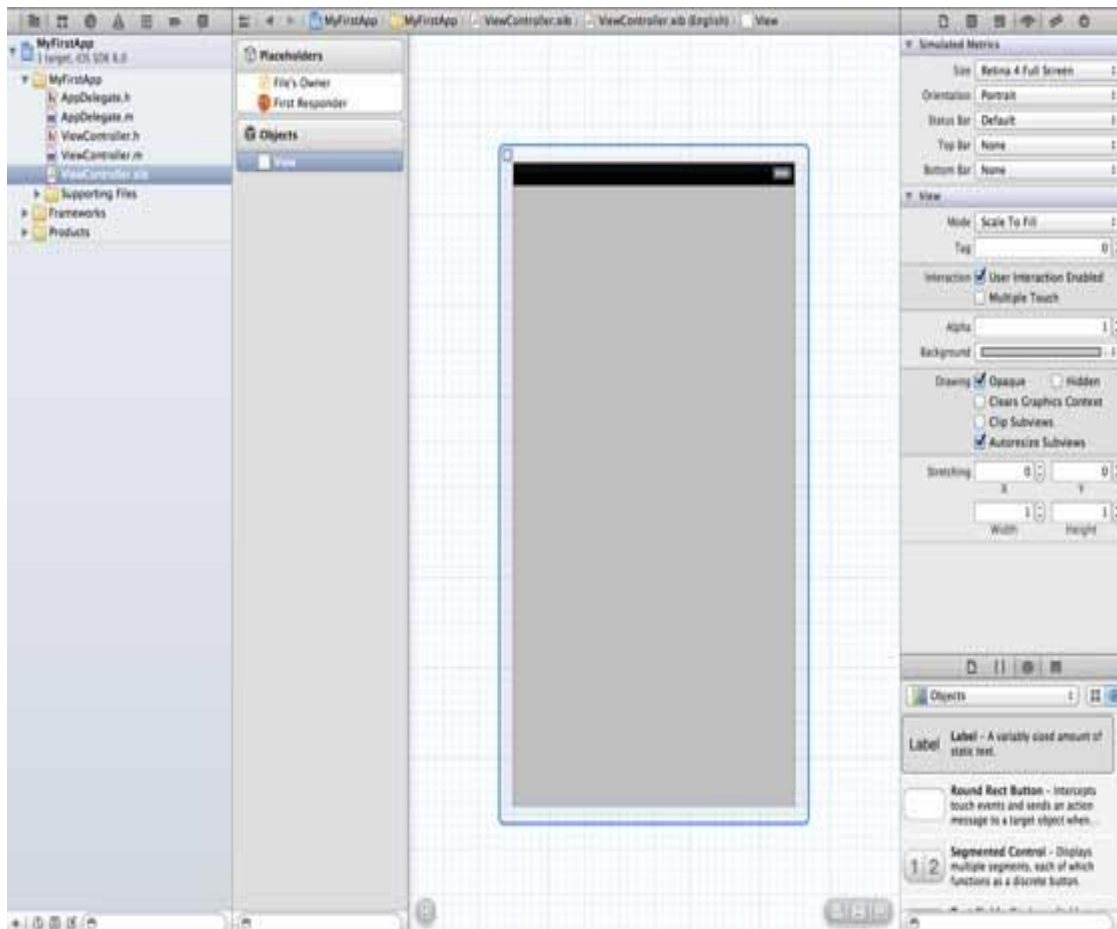 MyFirstApp
1 target, iOS SDK 6.0
MyFirstApp
AppDelegate.h
AppDelegate.m
ViewController.h
ViewController.m
ViewController.xib
Supporting Files
Frameworks
Products
MyFirstApp MyFirstApp ViewController.xib ViewController.xib (English) View
Placeholders
File's Owner
First Responder
Objects
View
Simulated Metrics
Size Retina 4 Full Screen
Orientation Portrait
Status Bar Default
Top Bar None
Bottom Bar None
View
Mode Scale To Fill
Tag 0
Interaction User Interaction Enabled
Multiple Touch
Alpha 1
Background
Drawing Opaque Hidden
Clears Graphics Context
Clip Subviews
Autoresize Subviews
Stretching 0 0
X Y
1 1
Width Height
Objects
Label
Label - A variably sized amount of
static text.
Round Rect Button - Intercepts
touch events and sends an action
message to a target object when...
1 2
Segmented Control - Displays
multiple segments, each of which
functions as a discrete button.